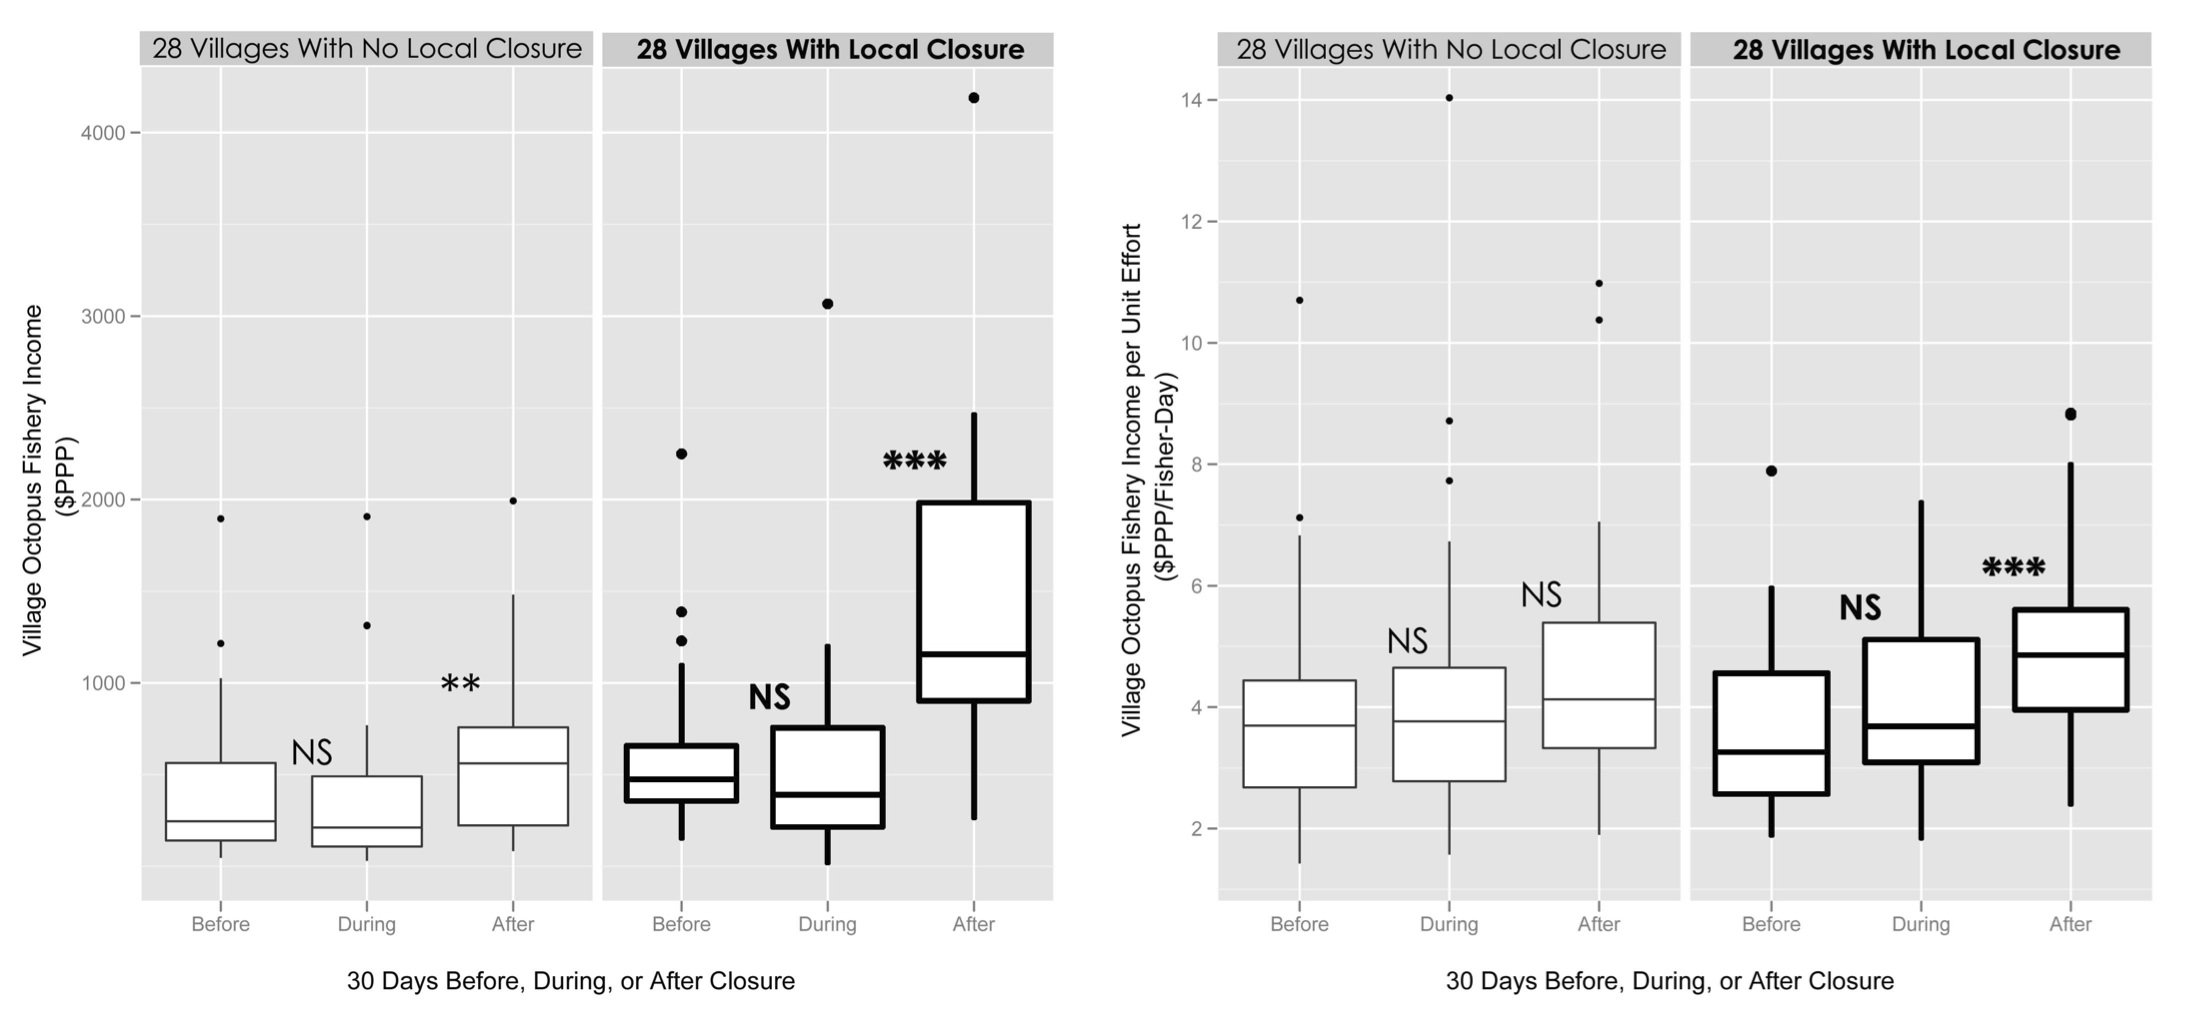 28 Villages With No Local Closure
28 Villages With Local Closure
Village Octopus Fishery Income
($PPP)
4000
3000
2000
1000
NS
**
NS
***
Before
During
After
Before
During
After
30 Days Before, During, or After Closure
28 Villages With No Local Closure
28 Villages With Local Closure
Village Octopus Fishery Income per Unit Effort
($PPP/Fisher-Day)
14
12
10
8
6
4
2
NS
NS
NS
***
Before
During
After
Before
During
After
30 Days Before, During, or After Closure